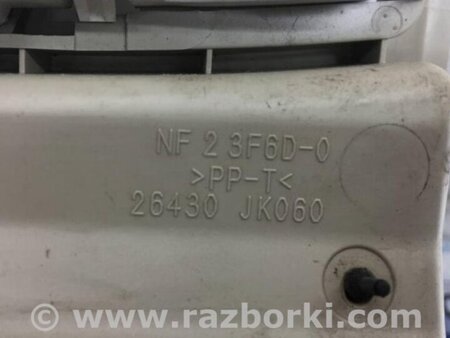 NF 2 3F6D-0
>PP-T<
26430 JK060
© www.razborki.com